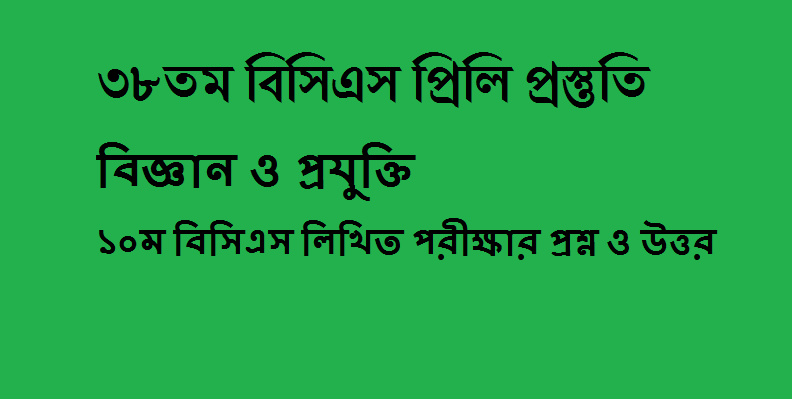 ৩৮তম বিসিএস প্রিলি প্রস্তুতি
বিজ্ঞান ও প্রযুক্তি
১০ম বিসিএস লিখিত পরীক্ষার প্রশ্ন ও উত্তর